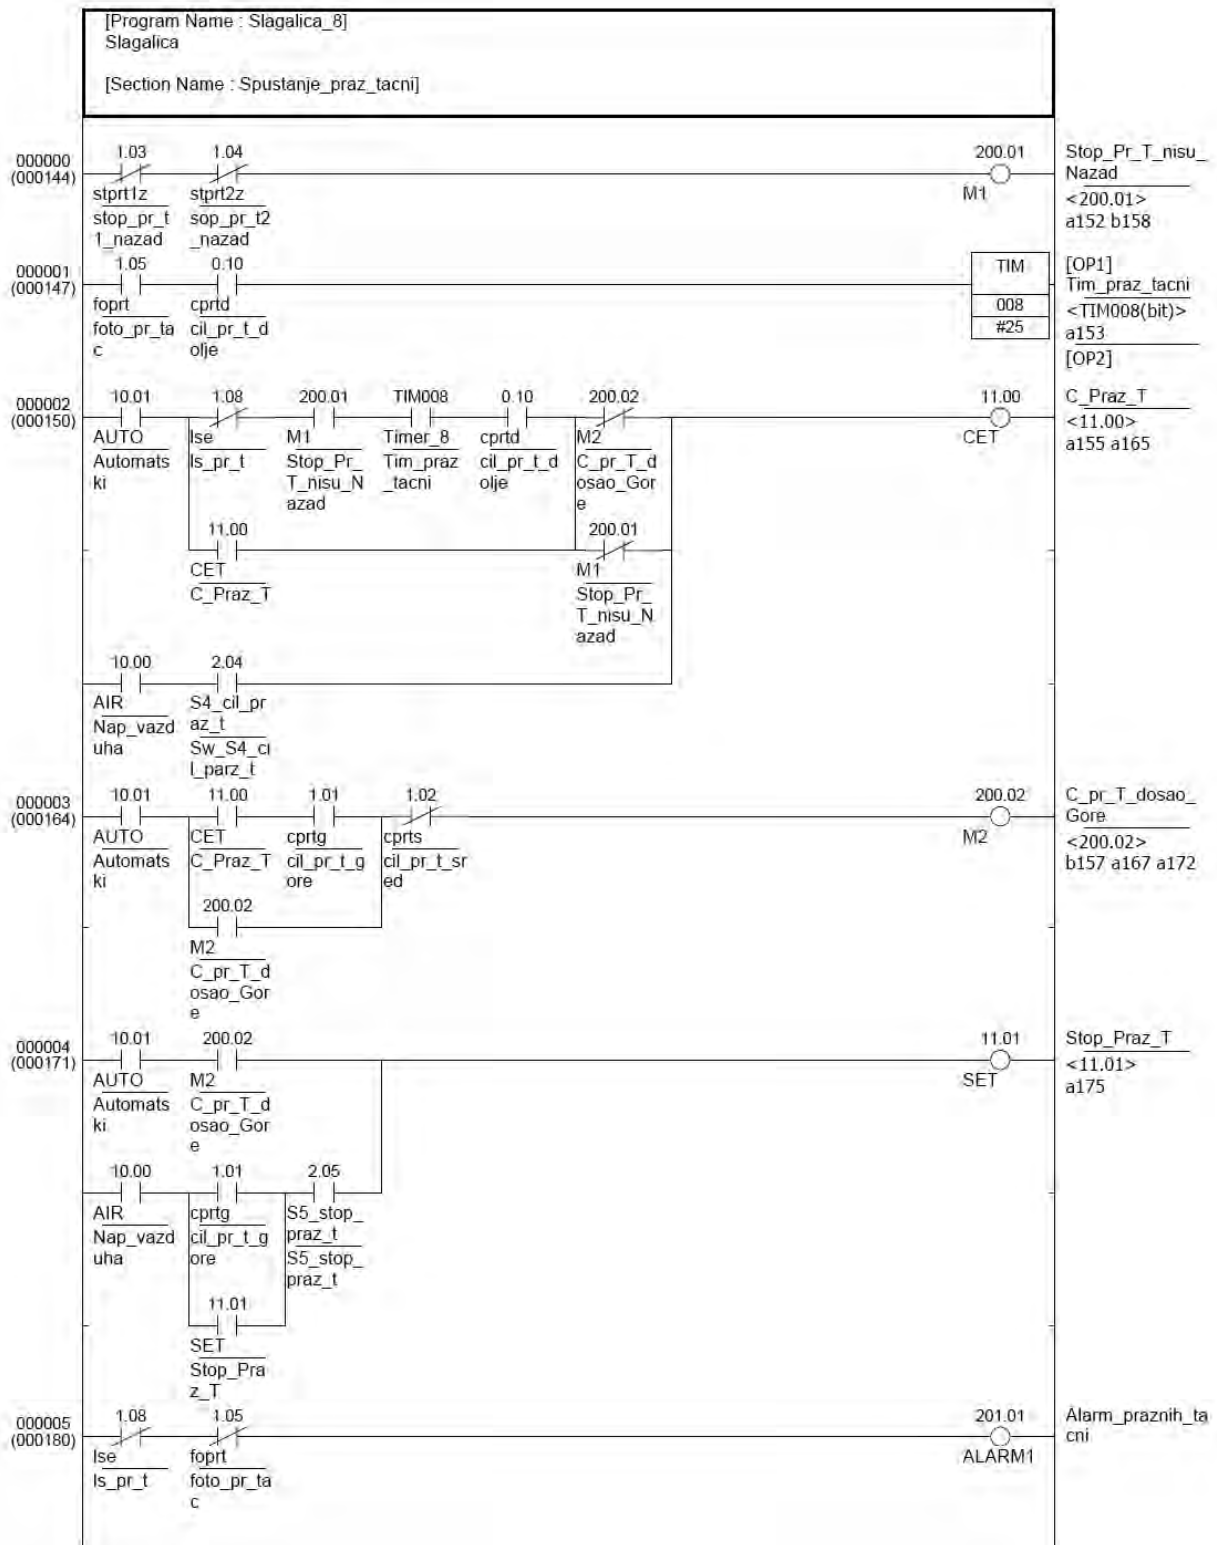 [Program Name : Slagalica_8]
Slagalica
[Section Name : Spustanje_praz_tacni]
000000
(000144)
1.03
1.04
200.01
stprt1z
stop_pr_t
1_nazad
stprt2z
sop_pr_t2
_nazad
M1
Stop_Pr_T_nisu_
Nazad
<200.01>
a152 b158
000001
(000147)
1.05
0.10
foprt
foto_pr_ta
c
cprtd
cil_pr_t_d
olje
TIM
008
#25
[OP1]
Tim_praz_tacni
<TIM008(bit)>
a153
[OP2]
000002
(000150)
10.01
1.08
200.01
TIM008
0.10
200.02
11.00
AUTO
Automats
ki
lse
ls_pr_t
M1
Stop_Pr_
T_nisu_N
azad
Timer_8
Tim_praz
_tacni
cprtd
cil_pr_t_d
olje
M2
C_pr_T_d
osao_Gor
e
CET
C_Praz_T
<11.00>
a155 a165
11.00
CET
C_Praz_T
200.01
M1
Stop_Pr_
T_nisu_N
azad
10.00
2.04
AIR
Nap_vazd
uha
S4_cil_pr
az_t
Sw_S4_ci
l_parz_t
000003
(000164)
10.01
11.00
1.01
1.02
200.02
AUTO
Automats
ki
CET
C_Praz_T
cprtg
cil_pr_t_g
ore
cprts
cil_pr_t_sr
ed
M2
C_pr_T_dosao_
Gore
<200.02>
b157 a167 a172
200.02
M2
C_pr_T_d
osao_Gor
e
000004
(000171)
10.01
200.02
11.01
AUTO
Automats
ki
M2
C_pr_T_d
osao_Gor
e
SET
Stop_Praz_T
<11.01>
a175
10.00
1.01
2.05
AIR
Nap_vazd
uha
cprtg
cil_pr_t_g
ore
S5_stop_
praz_t
S5_stop_
praz_t
11.01
SET
Stop_Pra
z_T
000005
(000180)
1.08
1.05
201.01
lse
ls_pr_t
foprt
foto_pr_ta
c
ALARM1
Alarm_praznih_ta
cni